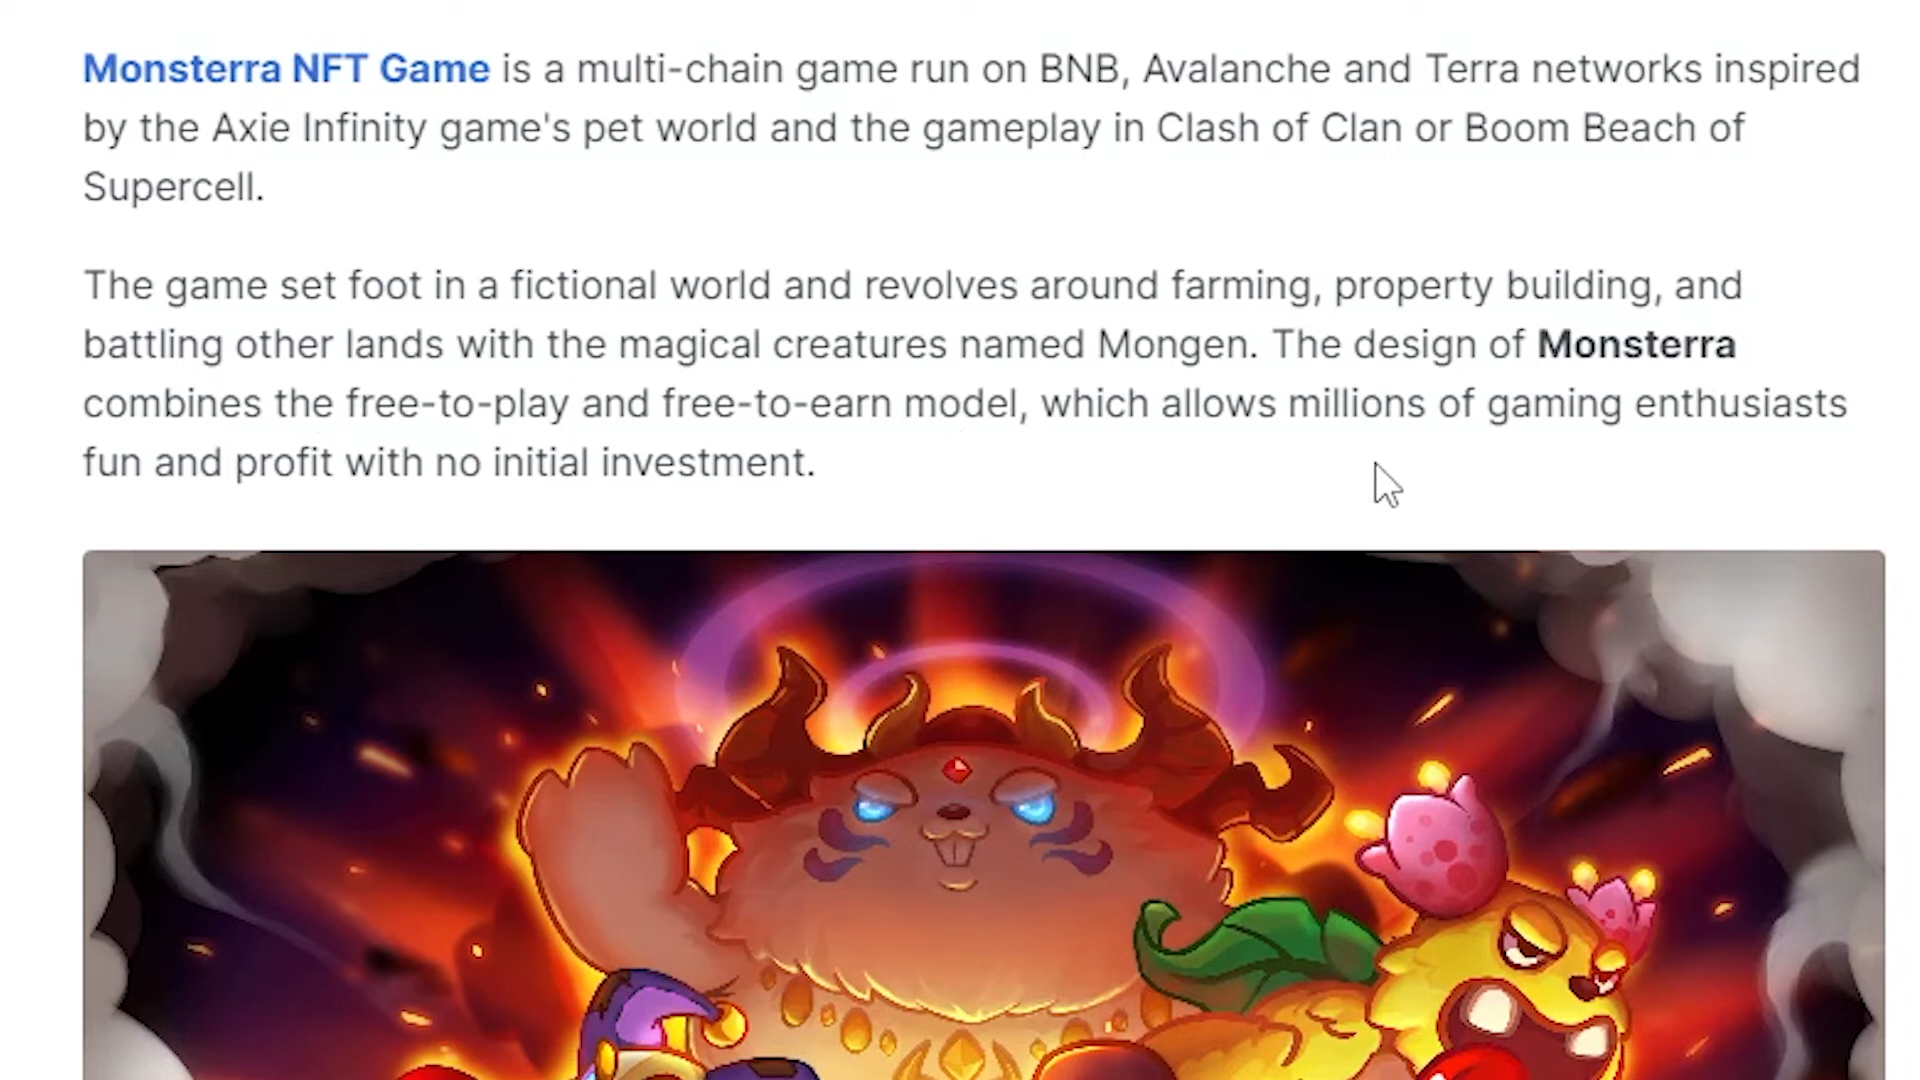 Monsterra NFT Game is a multi-chain game run on BNB, Avalanche and Terra networks inspired
by the Axie Infinity game's pet world and the gameplay in Clash of Clan or Boom Beach of
Supercell.
The game set foot in a fictional world and revolves around farming, property building, and
battling other lands with the magical creatures named Mongen. The design of Monsterra
combines the free-to-play and free-to-earn model, which allows millions of gaming enthusiasts
fun and profit with no initial investment.